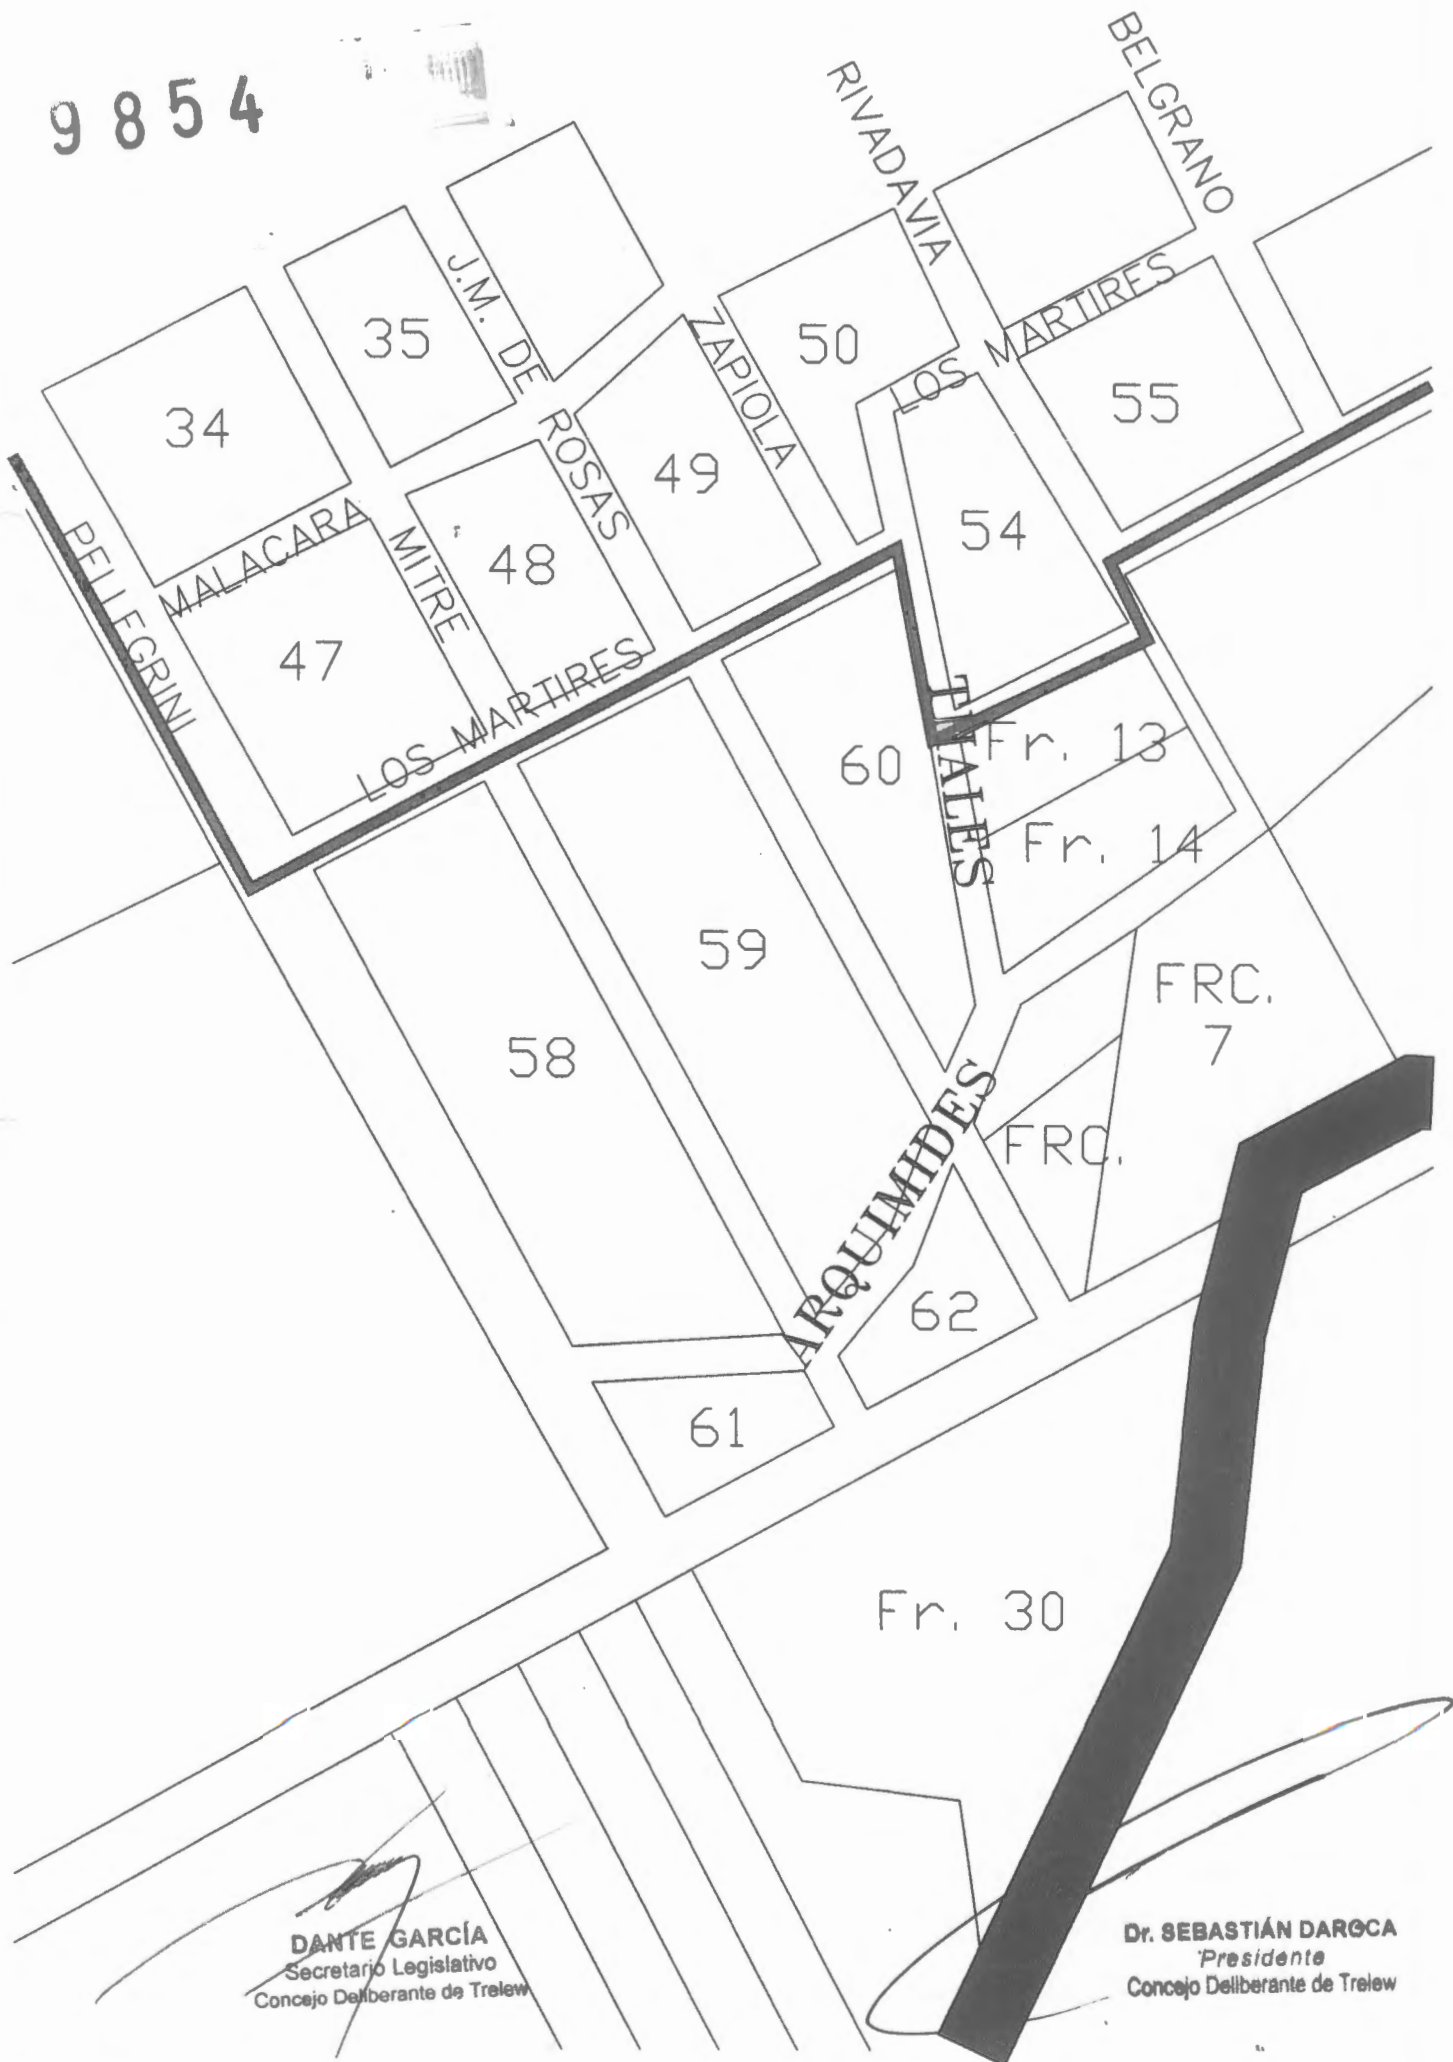 9854
RIVADAVIA
BELGRANO
J.M. DE ROSAS
ZAPIOLA
35
50
LOS MARTIRES
34
49
55
54
PELLEGRINI
MALACARA
MITRE
48
47
LOS MARTIRES
60
THALES
Fr. 13
Fr. 14
59
58
FRC.
7
ARQUIMIDES
FRC.
62
61
Fr. 30
DANTE GARCÍA
Secretario Legislativo
Concejo Deliberante de Trelew
Dr. SEBASTIÁN DAROCA
Presidente
Concejo Deliberante de Trelew